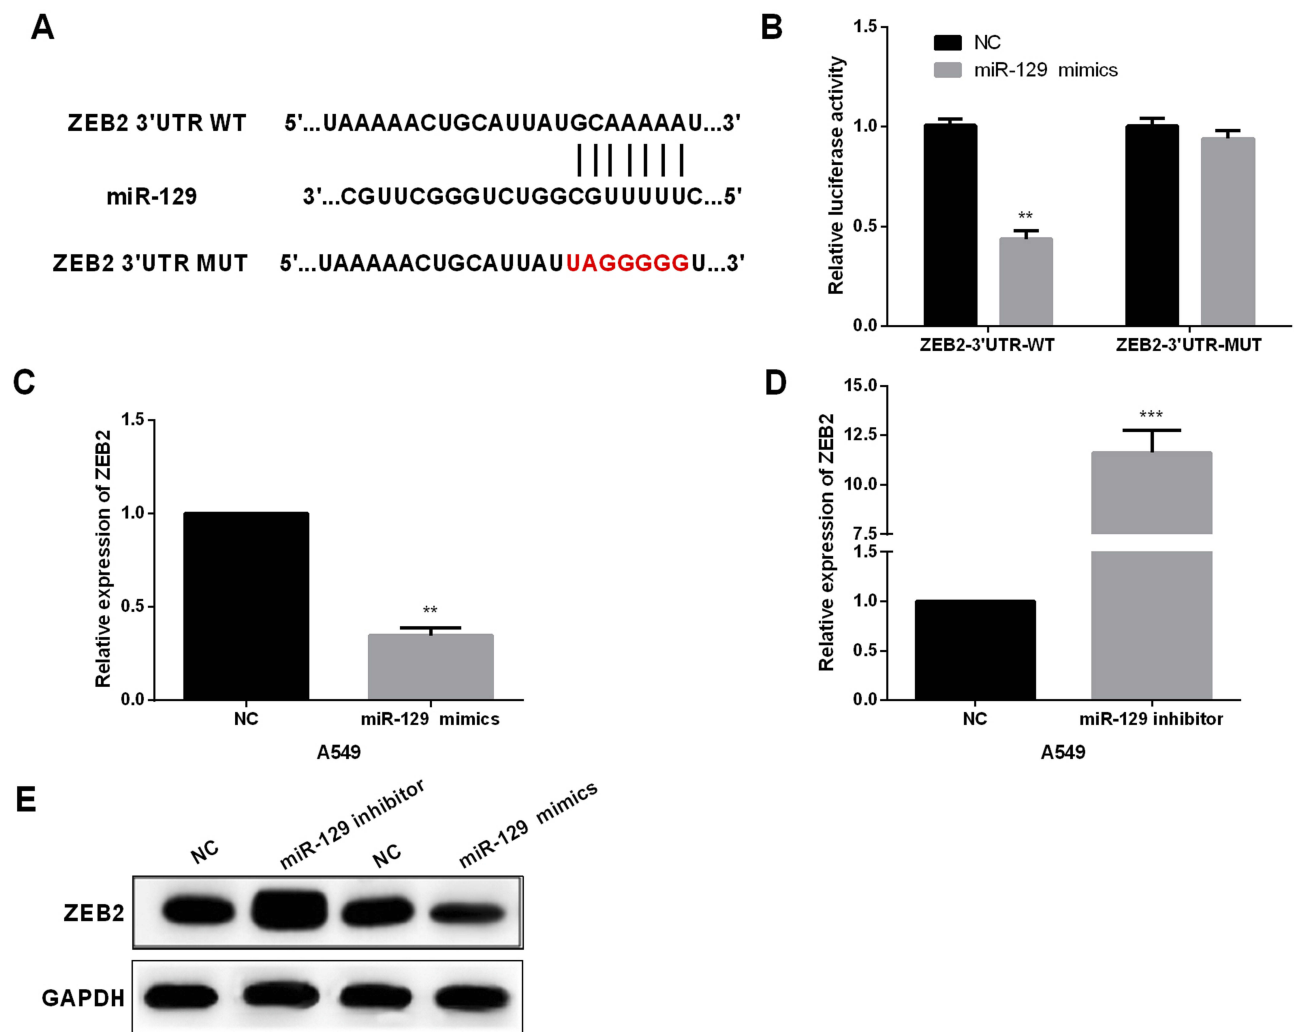 A
ZEB2 3'UTR WT 5'...UAAAAACUGCAUUAUGCAAAAAU...3'
miR-129 3'...CGUUCGGGUCUGGCGUUUUUC...5'
ZEB2 3'UTR MUT 5'...UAAAAACUGCAUUAUUAGGGGGU...3'
B
Relative luciferase activity
1.5
1.0
0.5
0.0
NC
miR-129 mimics
**
ZEB2-3'UTR-WT ZEB2-3'UTR-MUT
C
Relative expression of ZEB2
1.5
1.0
0.5
0.0
**
NC miR-129 mimics
A549
D
Relative expression of ZEB2
15.0
12.5
10.0
7.5
1.5
1.0
0.5
0.0
***
NC miR-129 inhibitor
A549
E
NC miR-129 inhibitor NC miR-129 mimics
ZEB2
GAPDH